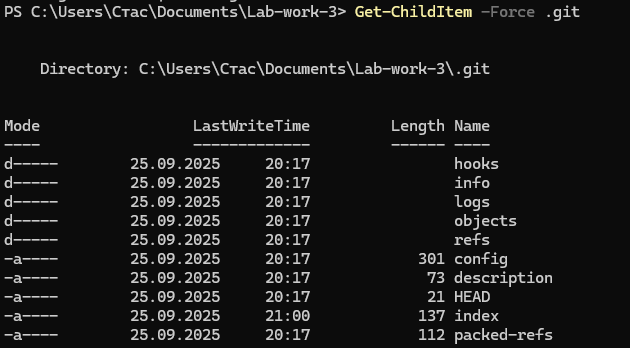 PS C:\Users\Стас\Documents\Lab-work-3> Get-ChildItem -Force .git
Directory: C:\Users\Стас\Documents\Lab-work-3\.git
Mode LastWriteTime Length Name
---- ------------- ------ ----
d----- 25.09.2025 20:17 hooks
d----- 25.09.2025 20:17 info
d----- 25.09.2025 20:17 logs
d----- 25.09.2025 20:17 objects
d----- 25.09.2025 20:17 refs
-a---- 25.09.2025 20:17 301 config
-a---- 25.09.2025 20:17 73 description
-a---- 25.09.2025 20:17 21 HEAD
-a---- 25.09.2025 21:00 137 index
-a---- 25.09.2025 20:17 112 packed-refs